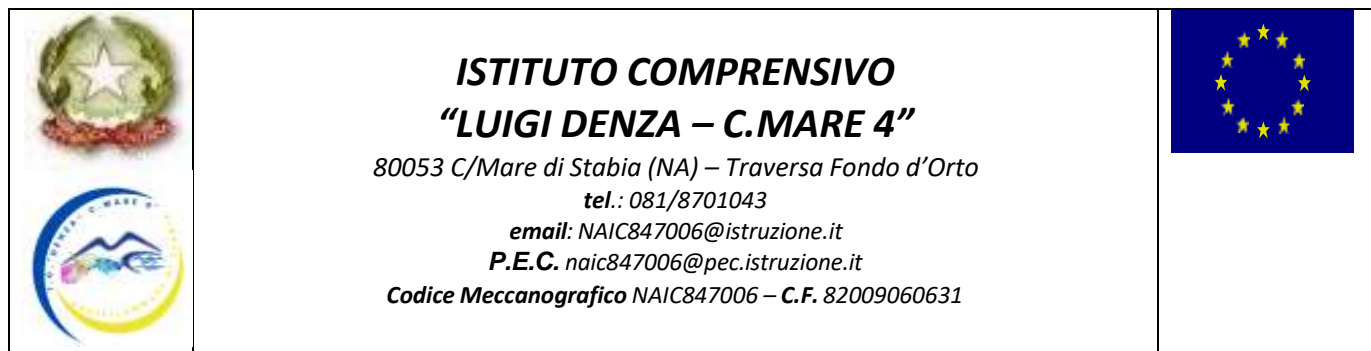 ISTITUTO COMPRENSIVO
“LUIGI DENZA – C.MARE 4”
80053 C/Mare di Stabia (NA) – Traversa Fondo d’Orto
tel.: 081/8701043
email: NAIC847006@istruzione.it
P.E.C. naic847006@pec.istruzione.it
Codice Meccanografico NAIC847006 – C.F. 82009060631